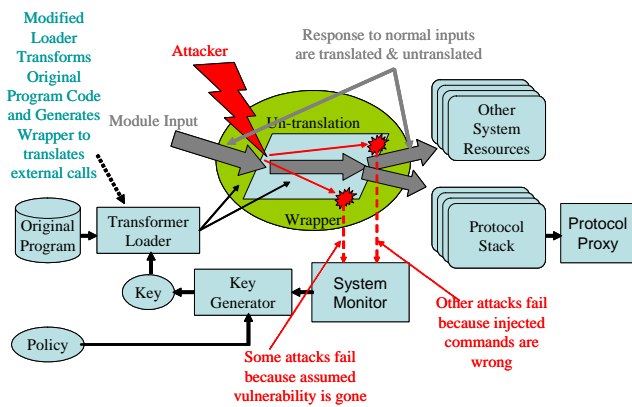 Modified
Loader
Transforms
Original
Program Code
and Generates
Wrapper to
translates
external calls
Attacker
Response to
normal inputs
are translated & untranslated
Module Input
Un-translation
Wrapper
Other
System
Resources
Original
Program
Transformer
Loader
Protocol
Stack
Protocol
Proxy
Key
Key
Generator
System
Monitor
Policy
Some attacks fail
because assumed
vulnerability is gone
Other attacks fail
because injected
commands are
wrong